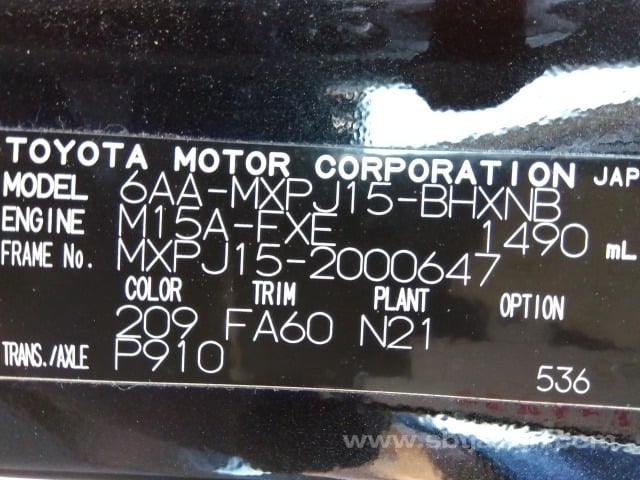 TOYOTA MOTOR CORPORATION JAP
MODEL 6AA-MXPJ15-BHXNB
ENGINE M15A-FXE 1490 mL
FRAME No. MXPJ15-2000647
COLOR TRIM PLANT OPTION
209 FA60 N21
TRANS./AXLE P910
536